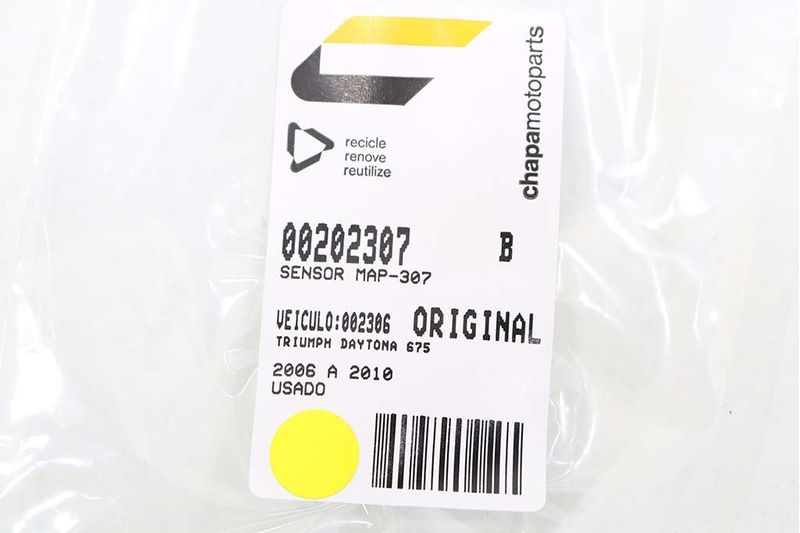 chapamotoparts
recicle
renove
reutilize
00202307 B
SENSOR MAP-307
VEICULO:002306 ORIGINAL
TRIUMPH DAYTONA 675
2006 A 2010
USADO